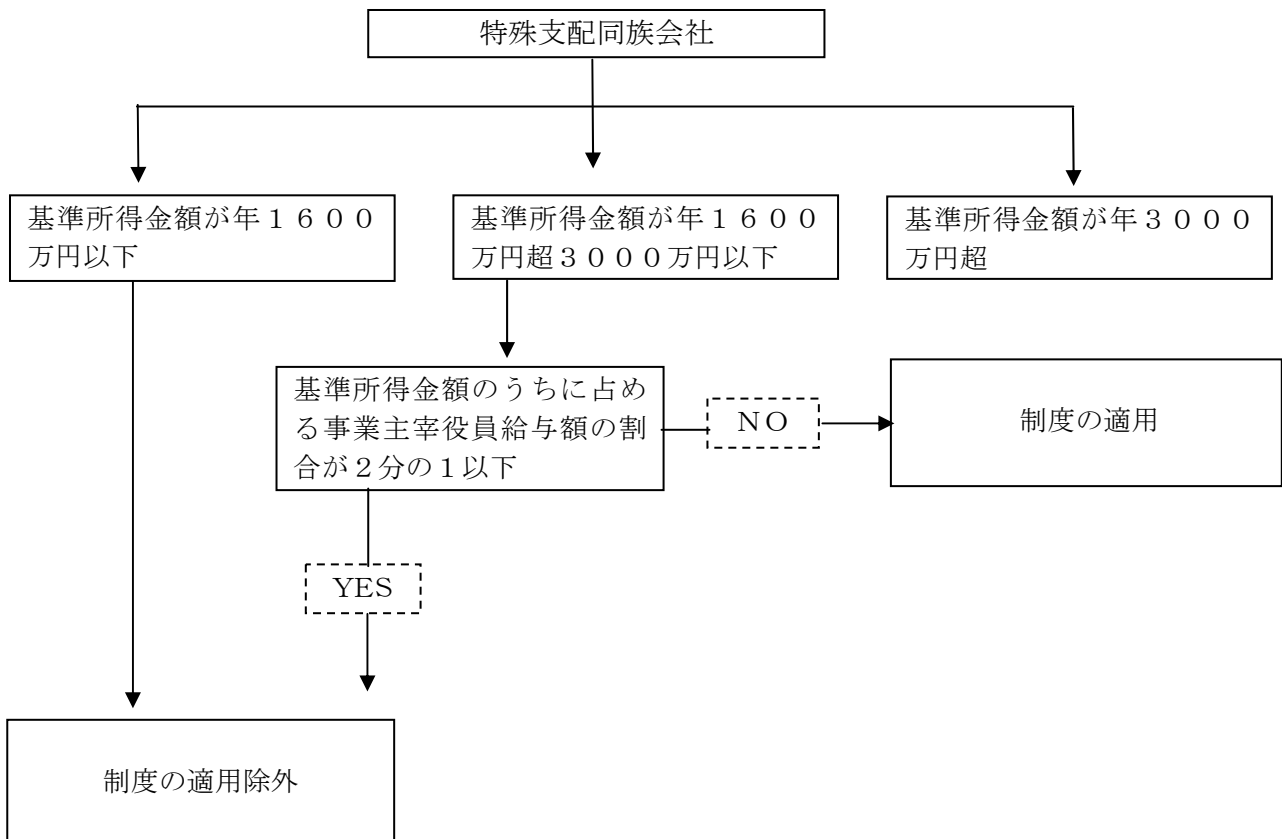 特殊支配同族会社
基準所得金額が年１６００
万円以下
基準所得金額が年１６００
万円超３０００万円以下
基準所得金額が年３０００
万円超
基準所得金額のうちに占め
る事業主宰役員給与額の割
合が２分の１以下
ＮＯ
制度の適用
YES
制度の適用除外